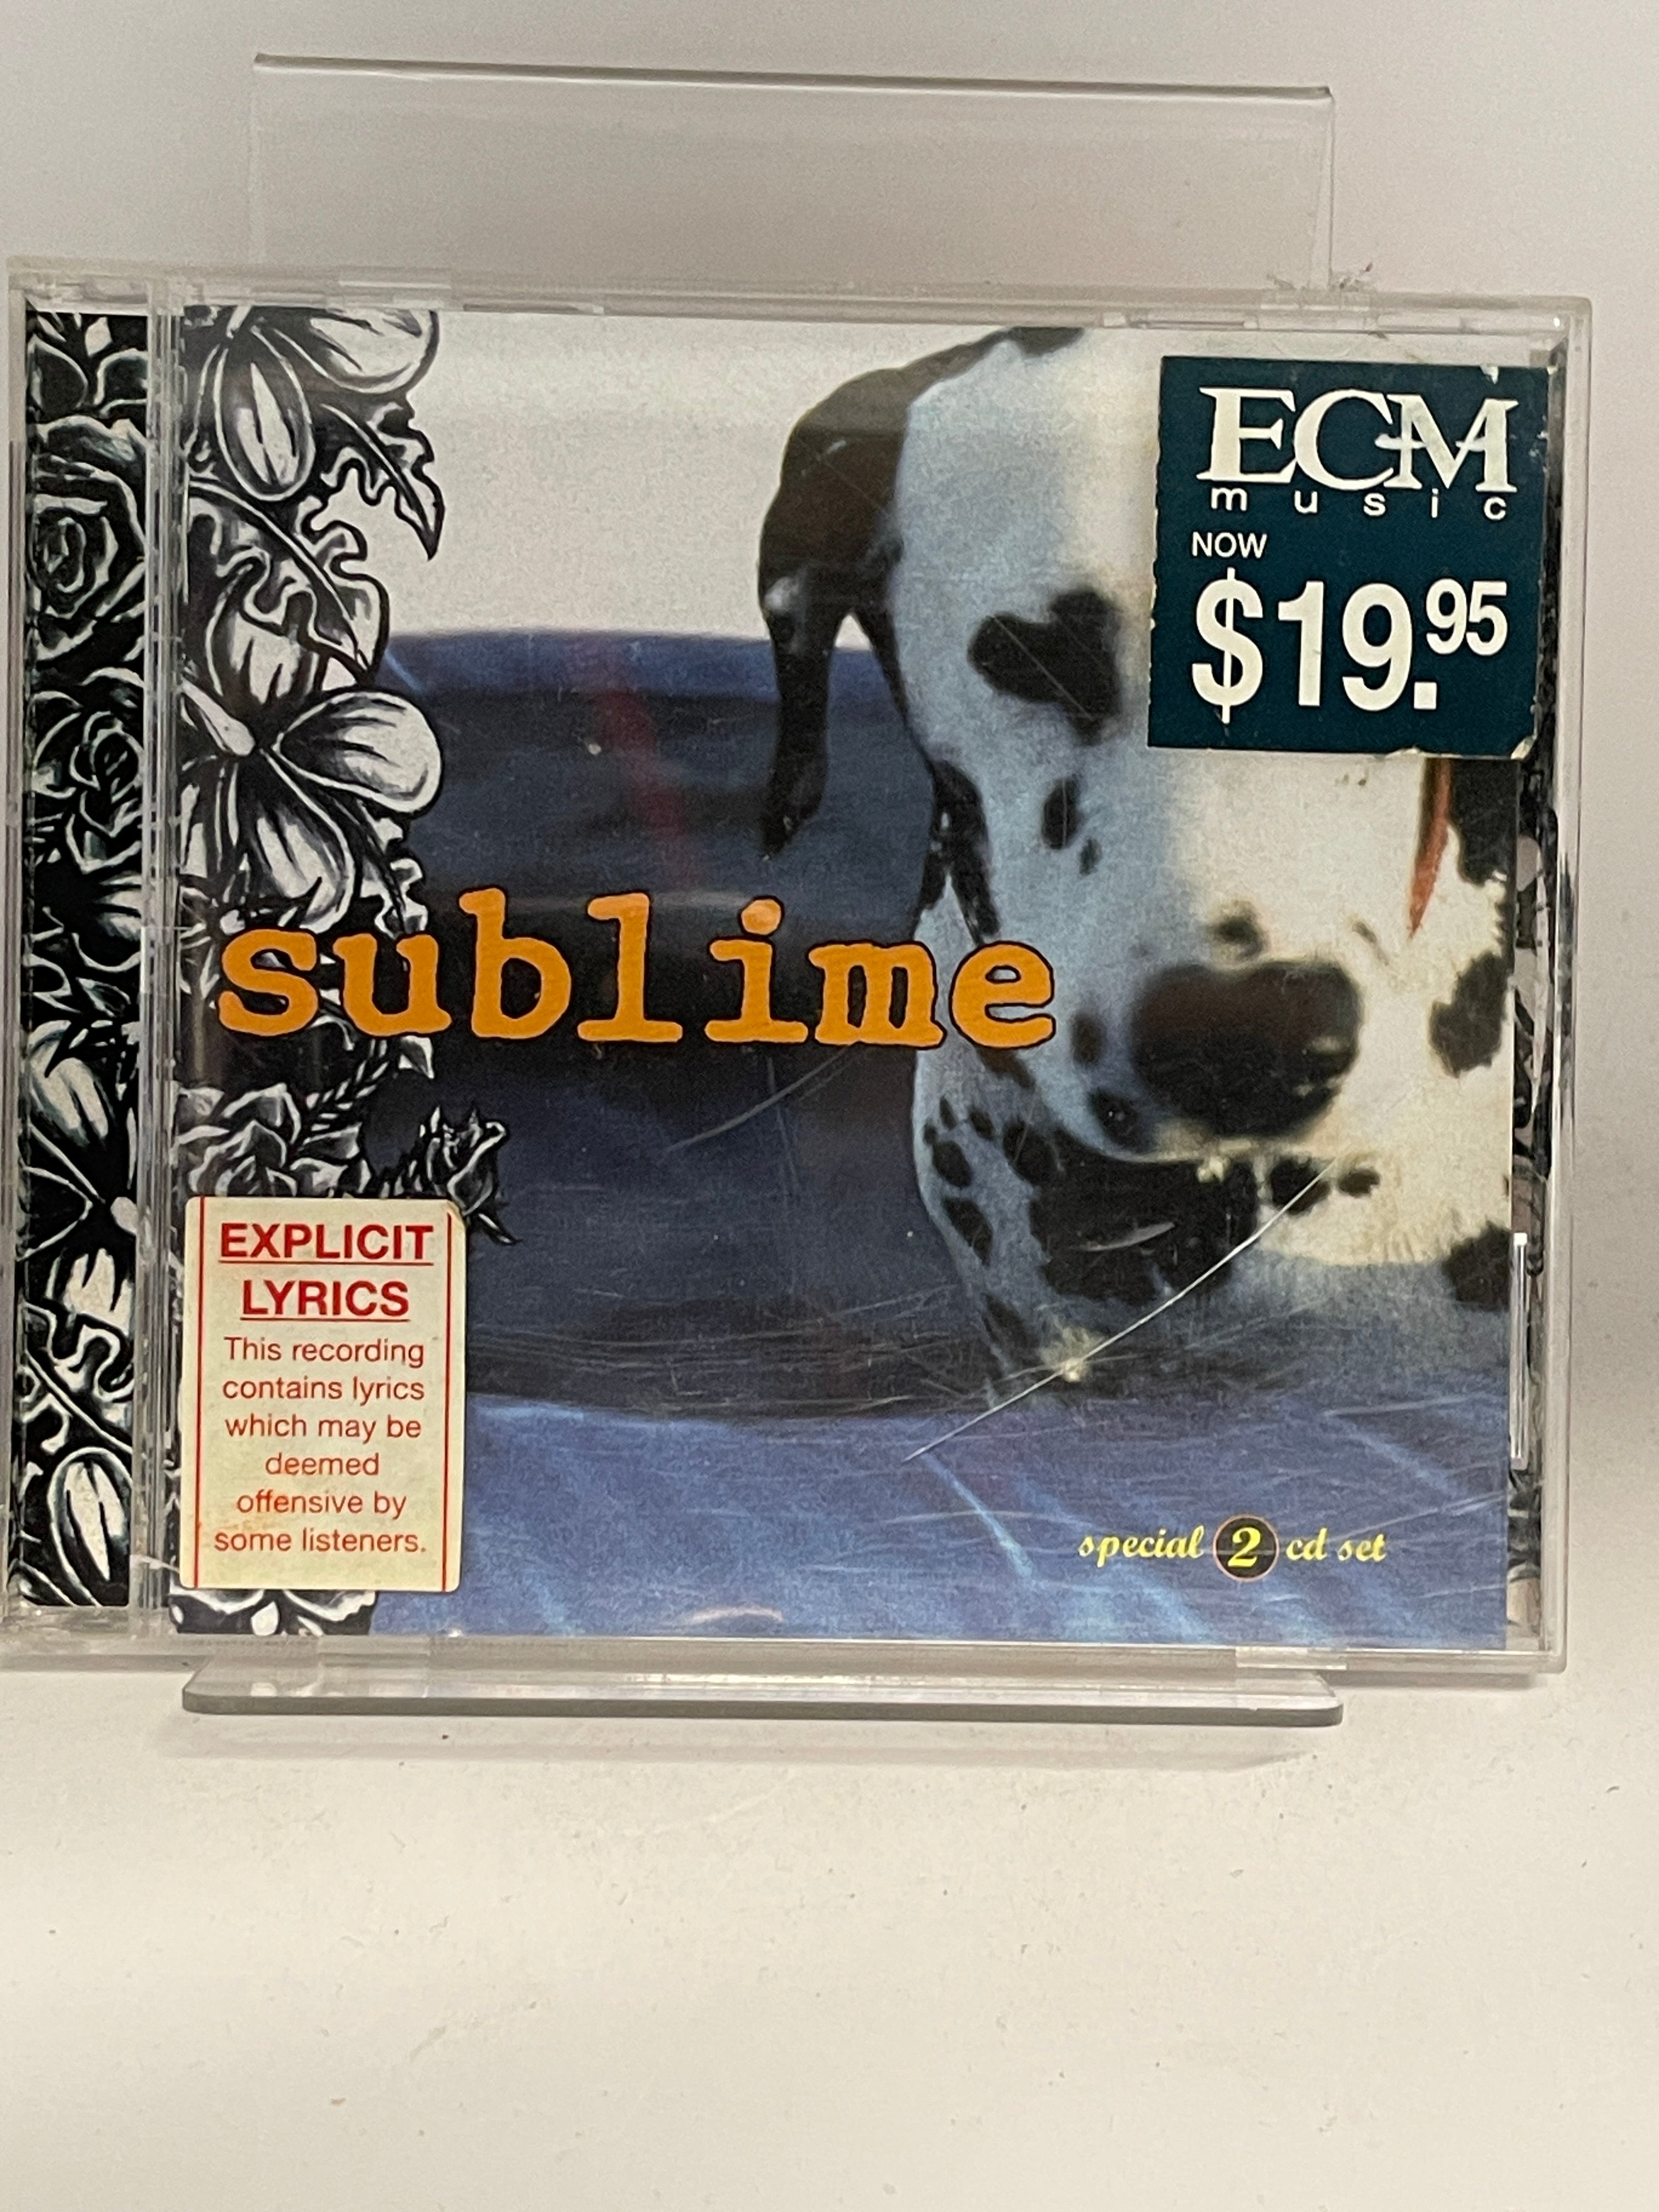 ECM
music
NOW
$19.95
sublime
EXPLICIT
LYRICS
This recording
contains lyrics
which may be
deemed
offensive by
some listeners.
special 2 cd set